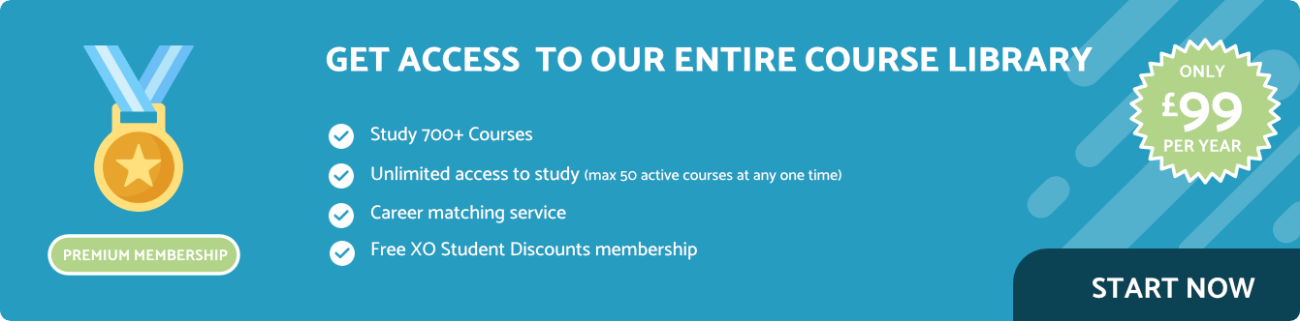 GET ACCESS TO OUR ENTIRE COURSE LIBRARY
ONLY
£99
PER YEAR
Study 700+ Courses
Unlimited access to study (max 50 active courses at any one time)
Career matching service
Free XO Student Discounts membership
PREMIUM MEMBERSHIP
START NOW